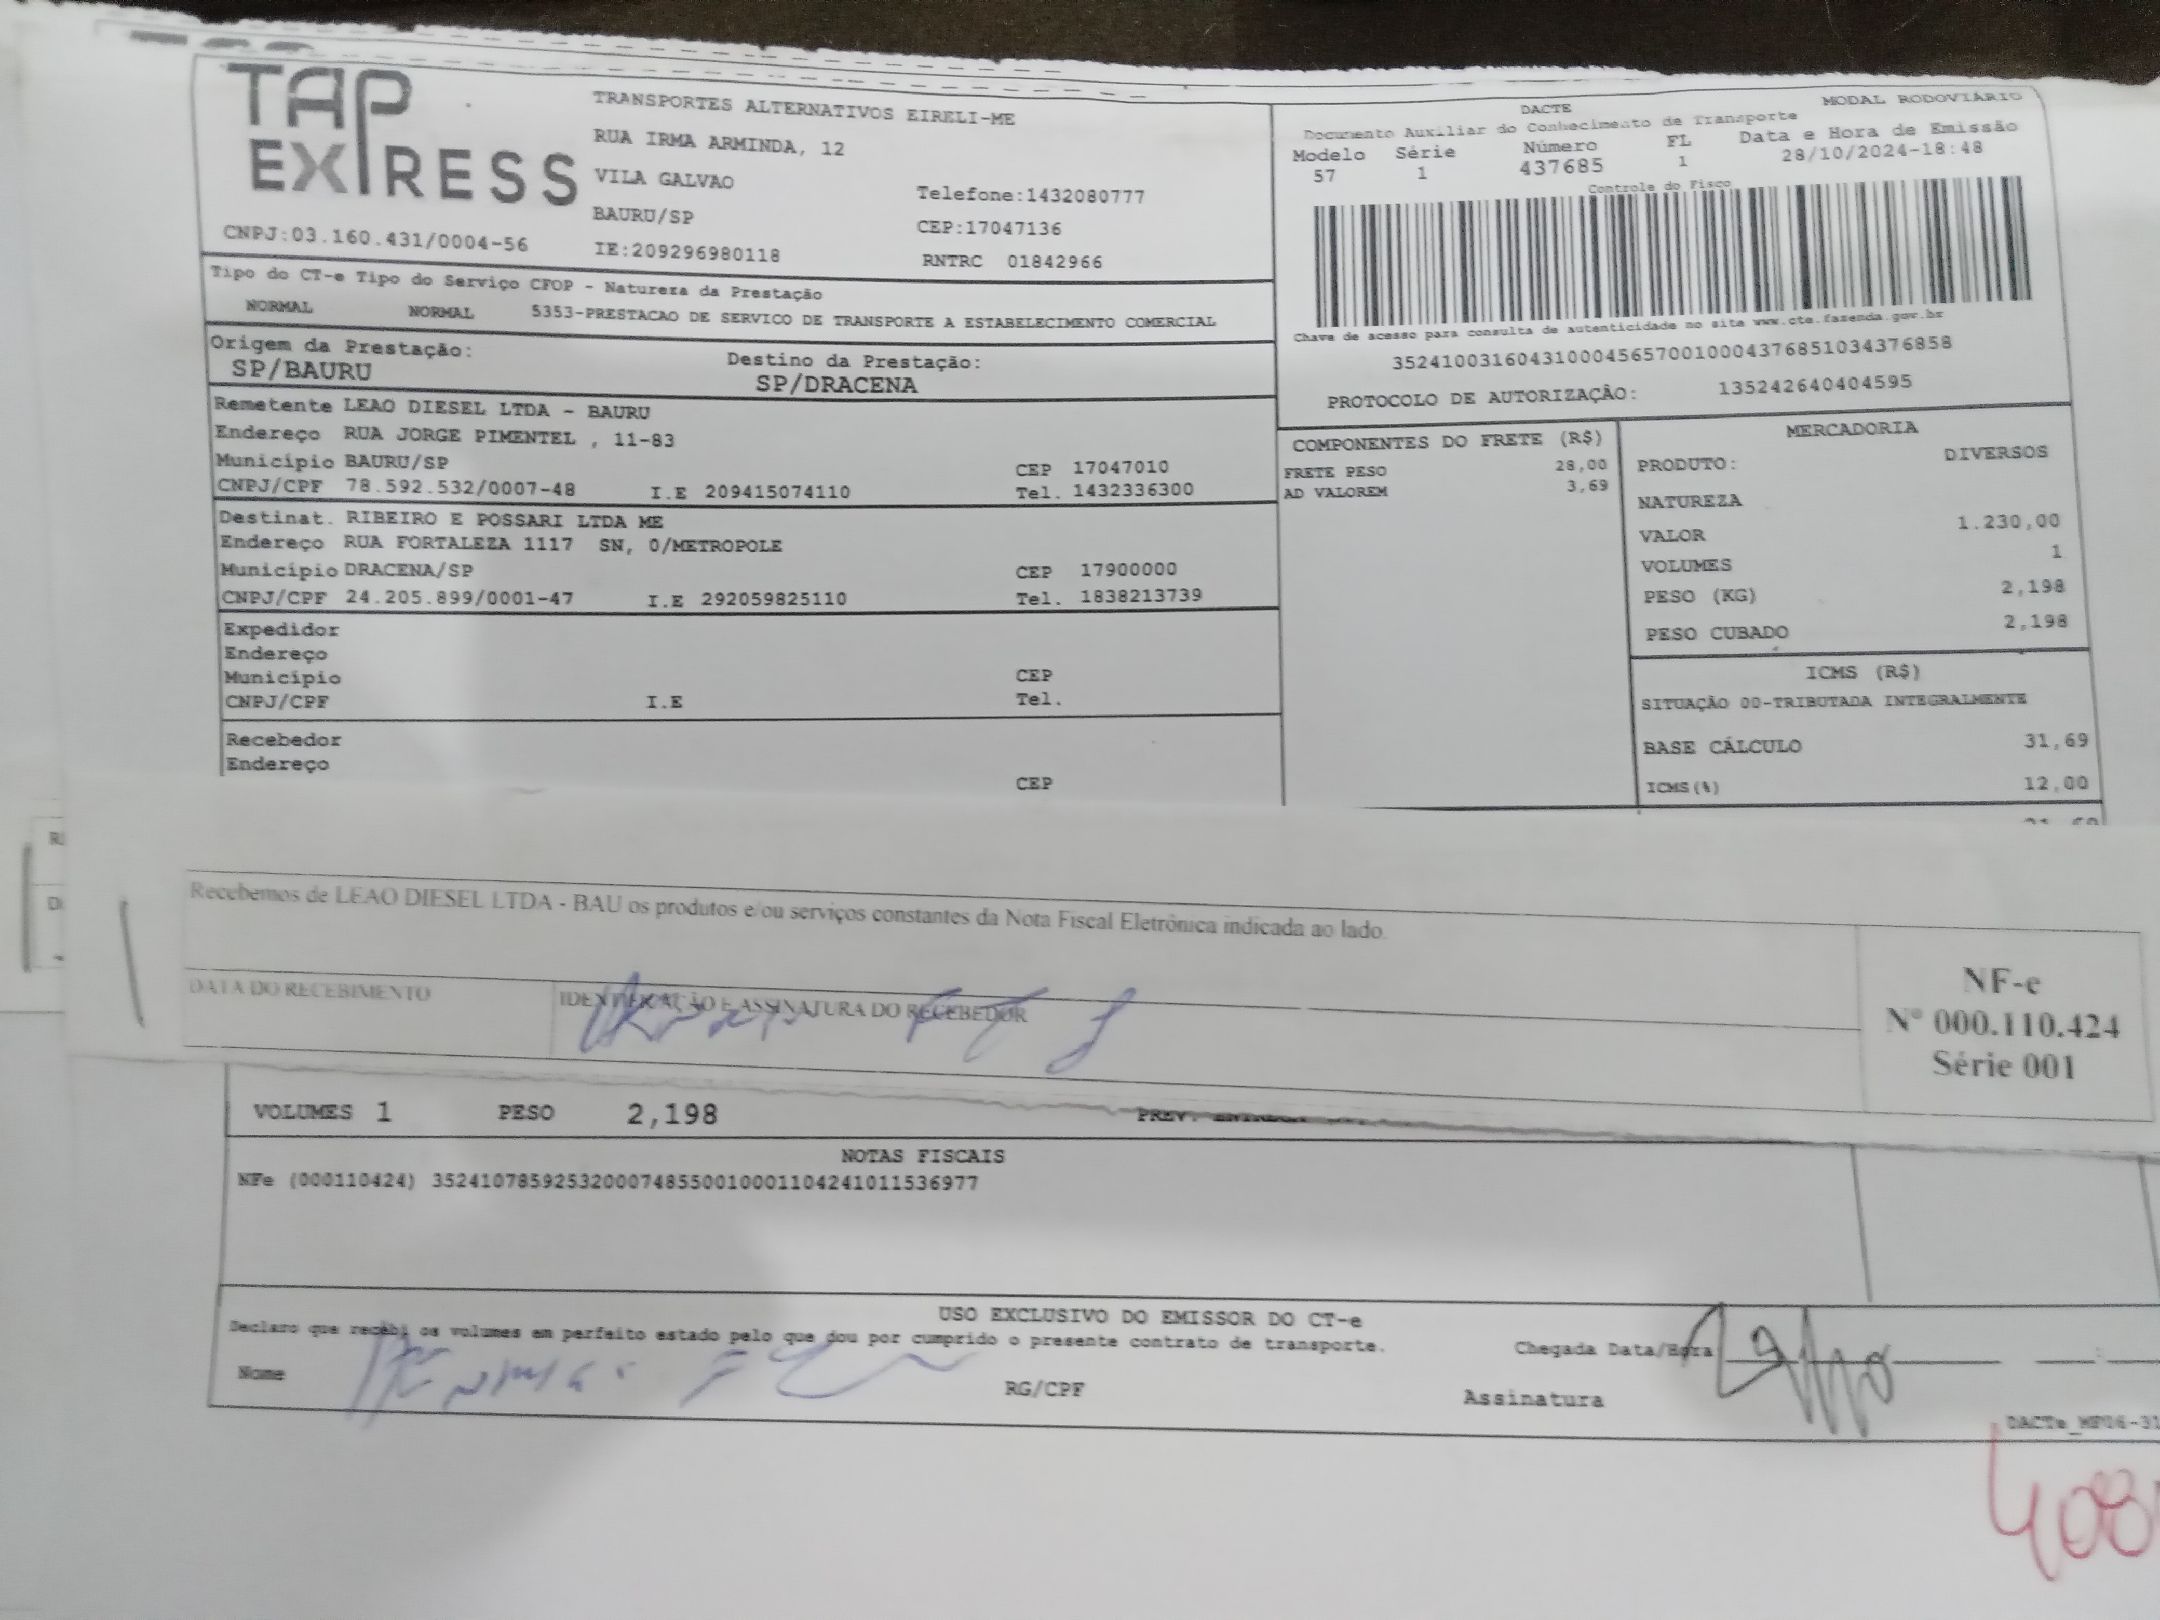 TAP EXPRESS
TRANSPORTES ALTERNATIVOS EIRELI-ME
RUA IRMA ARMINDA, 12
VILA GALVAO Telefone:1432080777
BAURU/SP CEP:17047136
CNPJ:03.160.431/0004-56 IE:209296980118 RNTRC 01842966
DACTE MODAL RODOVIÁRIO
Documento Auxiliar do Conhecimento de Transporte
Modelo Série Número FL Data e Hora de Emissão
57 1 437685 1 28/10/2024-18:48
Controle do Fisco
Chave de acesso para consulta de autenticidade no site www.cte.fazenda.gov.br
35241003160431000456570010004376851034376858
PROTOCOLO DE AUTORIZAÇÃO: 135242640404595
Tipo do CT-e Tipo do Serviço CFOP - Natureza da Prestação
NORMAL NORMAL 5353-PRESTACAO DE SERVICO DE TRANSPORTE A ESTABELECIMENTO COMERCIAL
Origem da Prestação: Destino da Prestação:
SP/BAURU SP/DRACENA
Remetente LEAO DIESEL LTDA - BAURU
Endereço RUA JORGE PIMENTEL , 11-83
Município BAURU/SP CEP 17047010
CNPJ/CPF 78.592.532/0007-48 I.E 209415074110 Tel. 1432336300
Destinat. RIBEIRO E POSSARI LTDA ME
Endereço RUA FORTALEZA 1117 SN, 0/METROPOLE
Município DRACENA/SP CEP 17900000
CNPJ/CPF 24.205.899/0001-47 I.E 292059825110 Tel. 1838213739
Expedidor
Endereço
Município CEP
CNPJ/CPF I.E Tel.
Recebedor
Endereço
CEP
COMPONENTES DO FRETE (R$)
FRETE PESO 28,00
AD VALOREM 3,69
MERCADORIA
PRODUTO: DIVERSOS
NATUREZA
VALOR 1.230,00
VOLUMES 1
PESO (KG) 2,198
PESO CUBADO 2,198
ICMS (R$)
SITUAÇÃO 00-TRIBUTADA INTEGRALMENTE
BASE CÁLCULO 31,69
ICMS(%) 12,00
Recebemos de LEAO DIESEL LTDA - BAU os produtos e/ou serviços constantes da Nota Fiscal Eletrônica indicada ao lado.
DATA DO RECEBIMENTO IDENTIFICAÇÃO E ASSINATURA DO RECEBEDOR
NF-e
Nº 000.110.424
Série 001
VOLUMES 1 PESO 2,198 PREV.
NOTAS FISCAIS
NFe (000110424) 35241078592532000748550010001104241011536977
USO EXCLUSIVO DO EMISSOR DO CT-e
Declaro que recebi os volumes em perfeito estado pelo que dou por cumprido o presente contrato de transporte.
Chegada Data/Hora
Nome RG/CPF Assinatura
DACTe_MP06-31